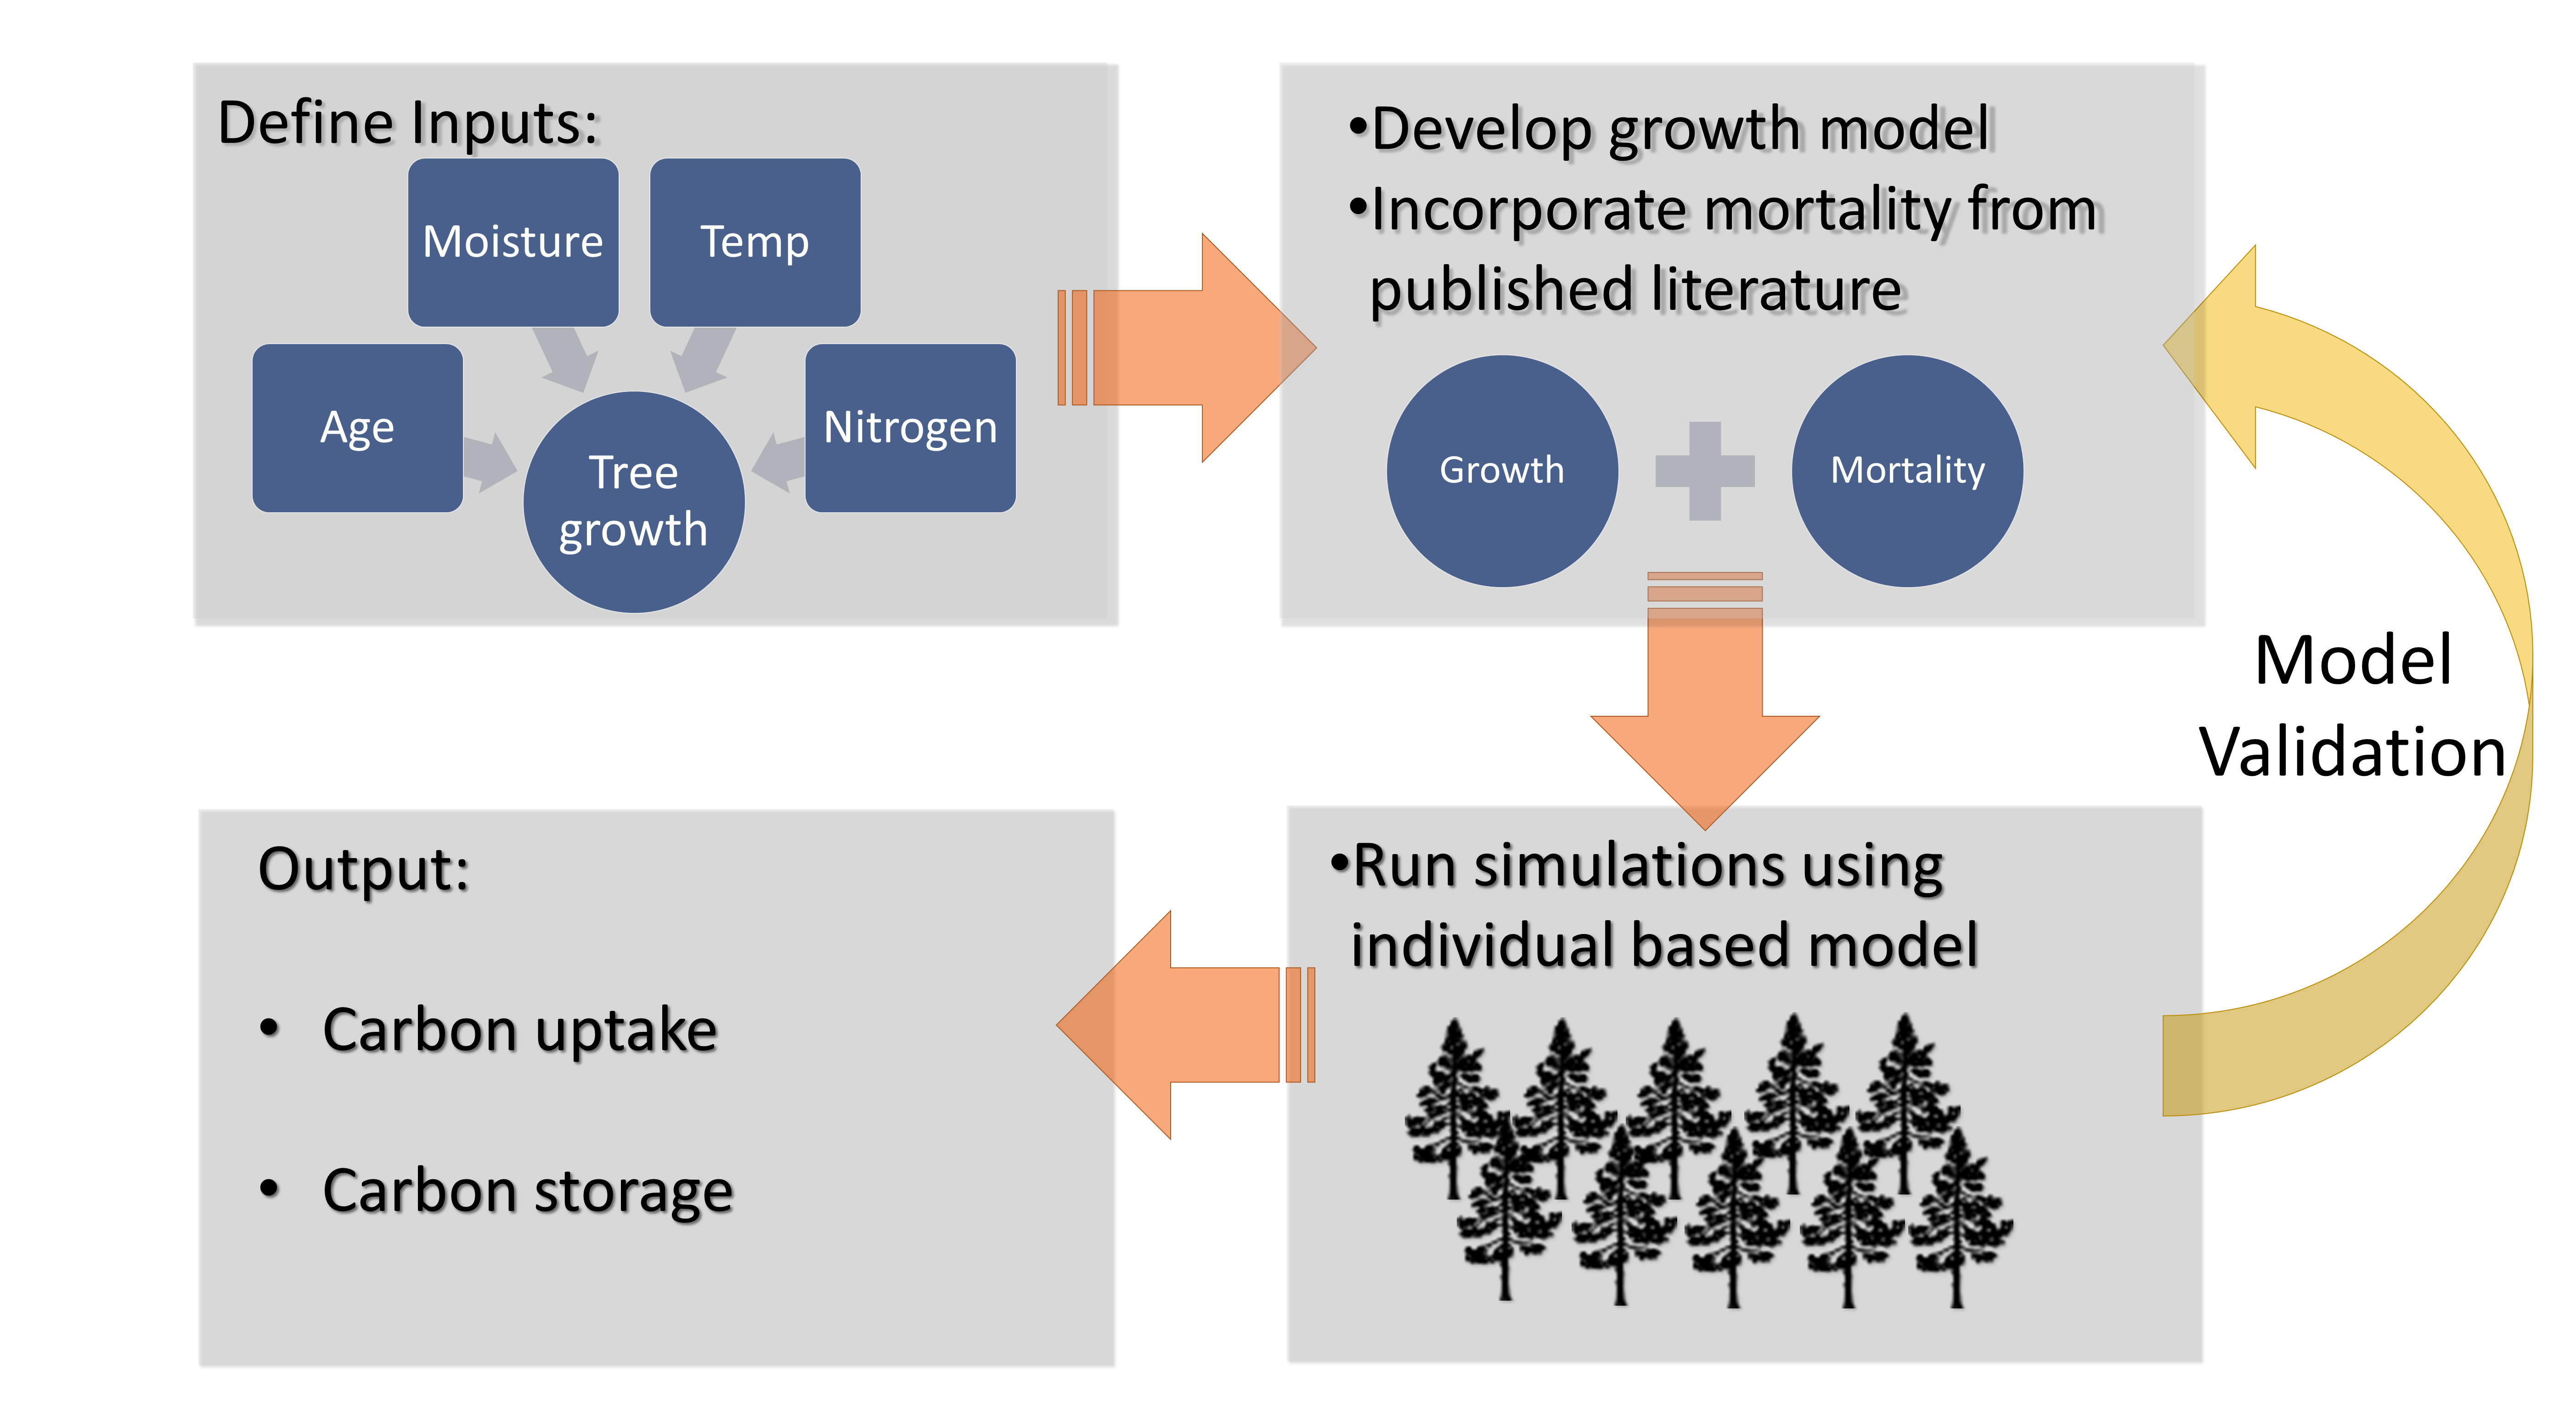 Define Inputs:
Moisture
Temp
Age
Nitrogen
Tree
growth
•Develop growth model
•Incorporate mortality from
published literature
Growth
Mortality
Model
Validation
•Run simulations using
individual based model
Output:
• Carbon uptake
• Carbon storage